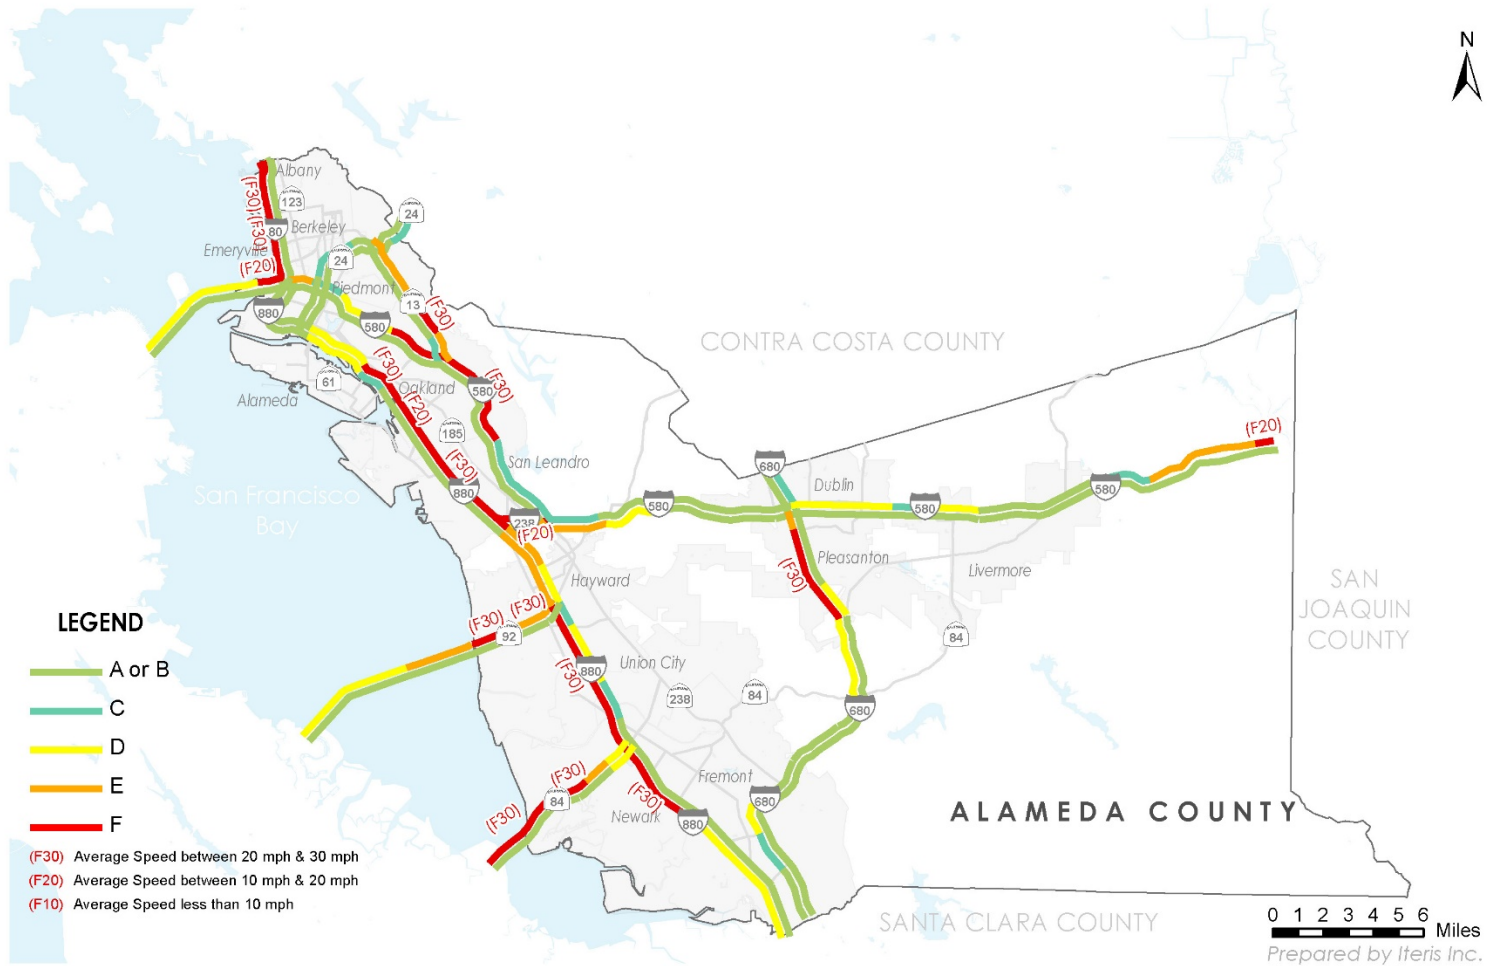 N
Albany
(F30)
123
(F30)
80
Berkeley
24
Emeryville
24
(F20)
Piedmont
880
13
(F30)
580
CONTRA COSTA COUNTY
(F30)
61
Oakland
580
(F30)
Alameda
(F20)
185
(F20)
(F30)
San Leandro
680
Dublin
San Francisco
Bay
880
580
580
580
238
(F20)
Pleasanton
Hayward
(F30)
Livermore
SAN
JOAQUIN
COUNTY
LEGEND
(F30)
(F30)
92
84
A or B
(F30)
880
Union City
238
84
C
680
D
Fremont
(F30)
E
84
(F30)
680
ALAMEDA COUNTY
(F30)
Newark
880
F
(F30) Average Speed between 20 mph & 30 mph
(F20) Average Speed between 10 mph & 20 mph
(F10) Average Speed less than 10 mph
SANTA CLARA COUNTY
0 1 2 3 4 5 6
Miles
Prepared by Iteris Inc.